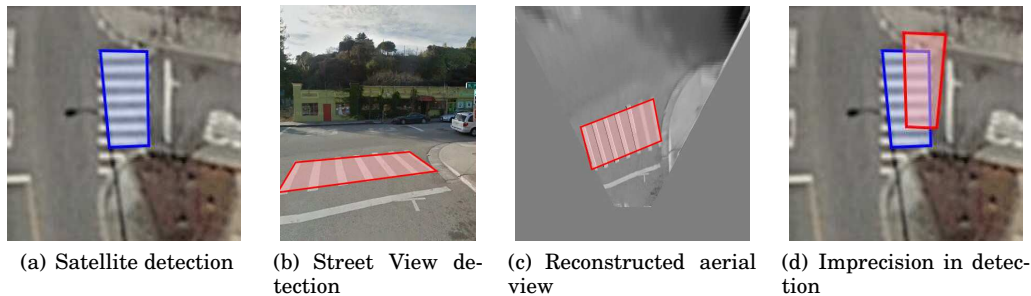 (a) Satellite detection
(b) Street View de-
tection
(c) Reconstructed aerial
view
(d) Imprecision in detec-
tion